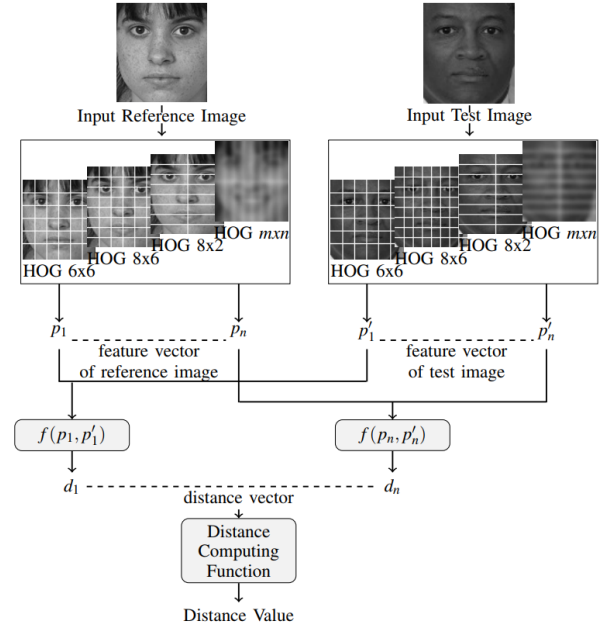 Input Reference Image
Input Test Image
HOG 6x6
HOG 8x6
HOG 8x2
HOG mxn
HOG 6x6
HOG 8x6
HOG 8x2
HOG mxn
p₁
pₙ
p′₁
p′ₙ
feature vector
of reference image
feature vector
of test image
f(p₁, p′₁)
f(pₙ, p′ₙ)
d₁
dₙ
distance vector
Distance
Computing
Function
Distance Value